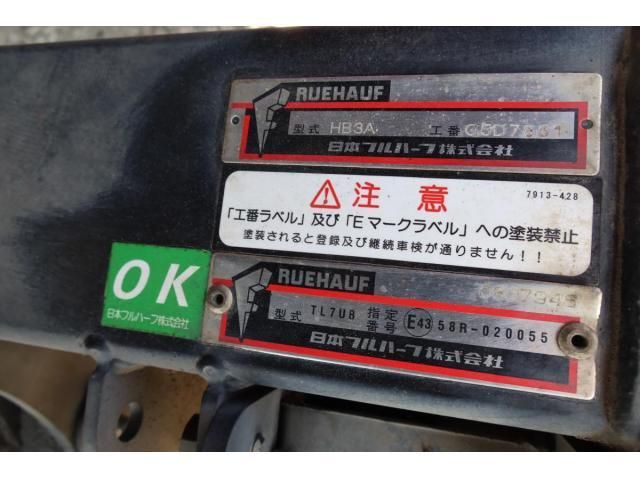 RUEHAUF
型式 HB3A 工番
日本フルハーフ株式会社
注意
7913-428
「工番ラベル」及び「Eマークラベル」への塗装禁止
塗装されると登録及び継続車検が通りません!!
OK
日本フルハーフ株式会社
RUEHAUF
型式 TL7UB 指定番号 E43 58R-020055
日本フルハーフ株式会社